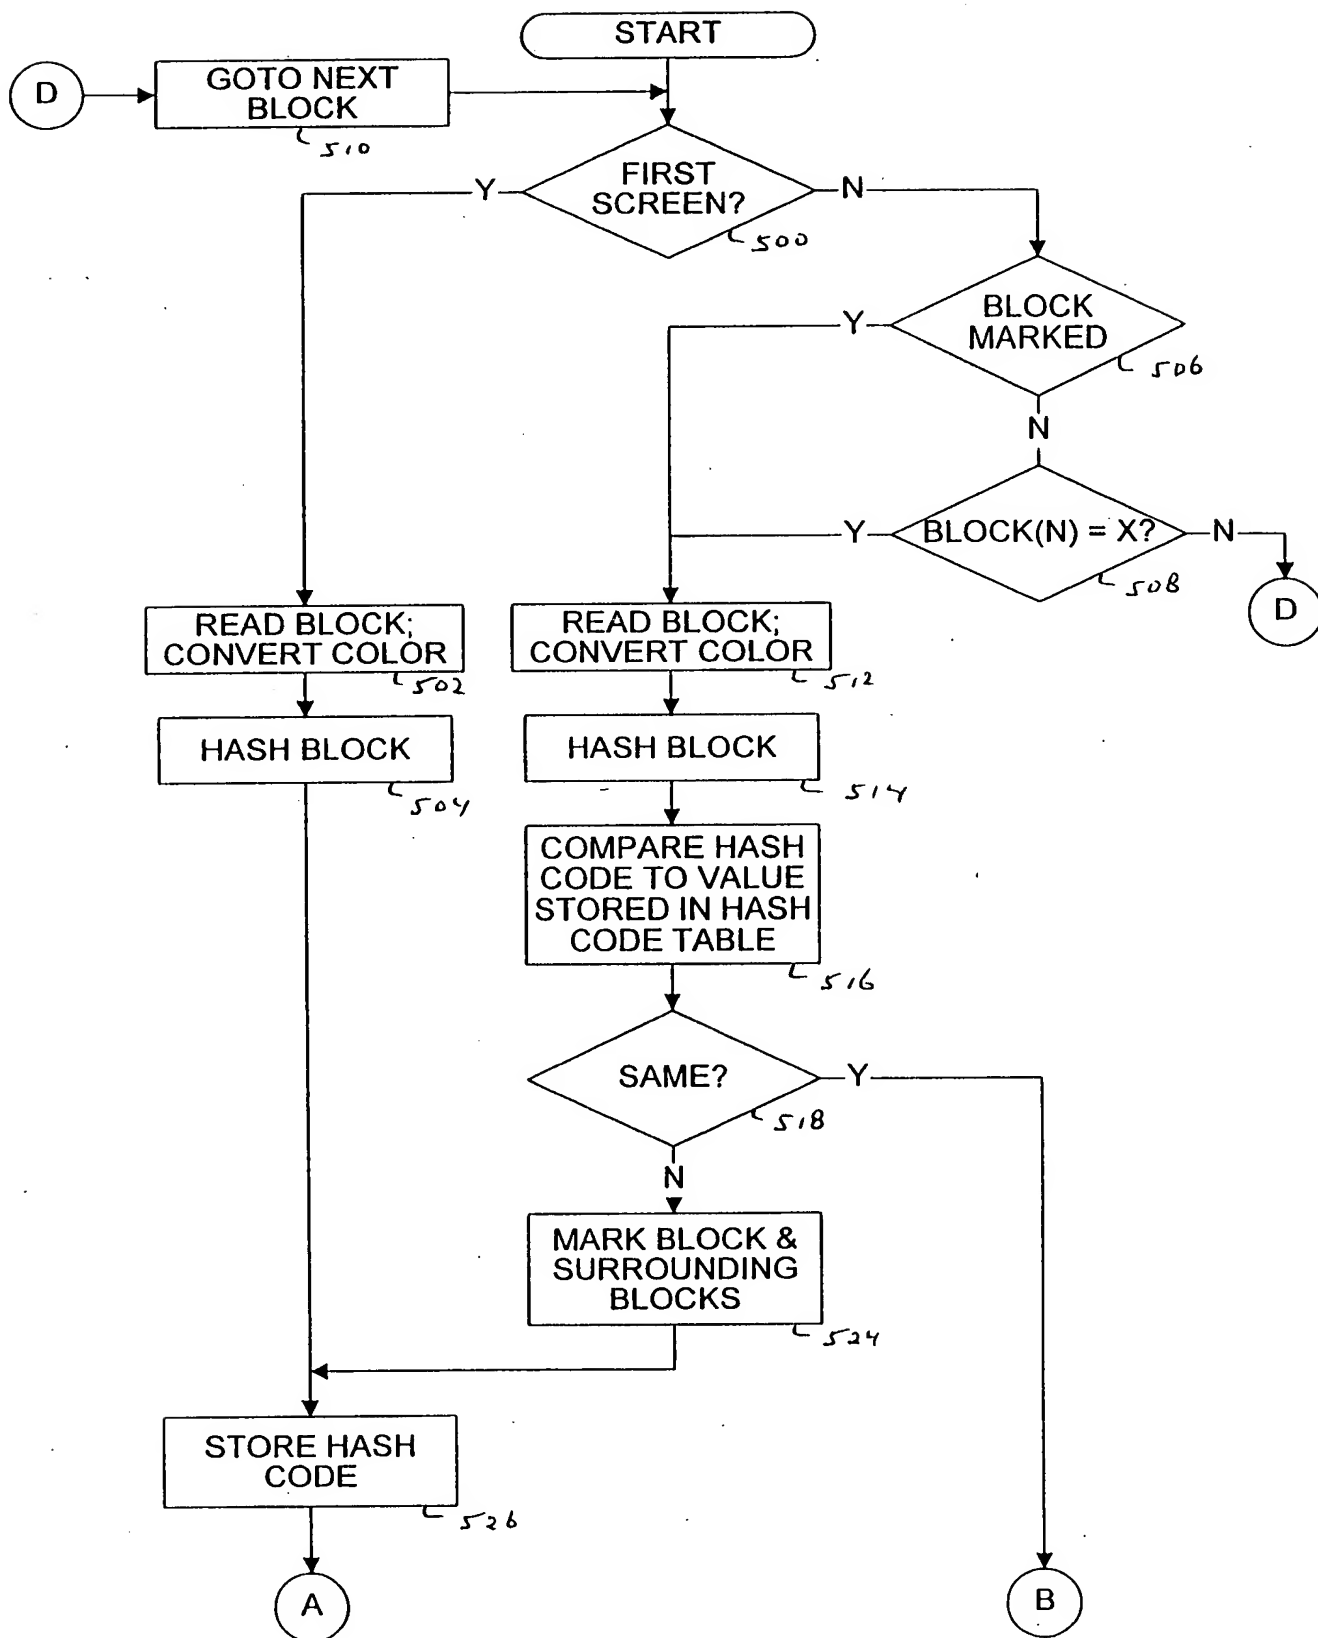 START
D
GOTO NEXT
BLOCK
510
FIRST
SCREEN?
Y
N
500
BLOCK
MARKED
Y
506
N
BLOCK(N) = X?
Y
N
508
D
READ BLOCK;
CONVERT COLOR
502
READ BLOCK;
CONVERT COLOR
512
HASH BLOCK
504
HASH BLOCK
514
COMPARE HASH
CODE TO VALUE
STORED IN HASH
CODE TABLE
516
SAME?
Y
518
N
MARK BLOCK &
SURROUNDING
BLOCKS
524
STORE HASH
CODE
526
A
B